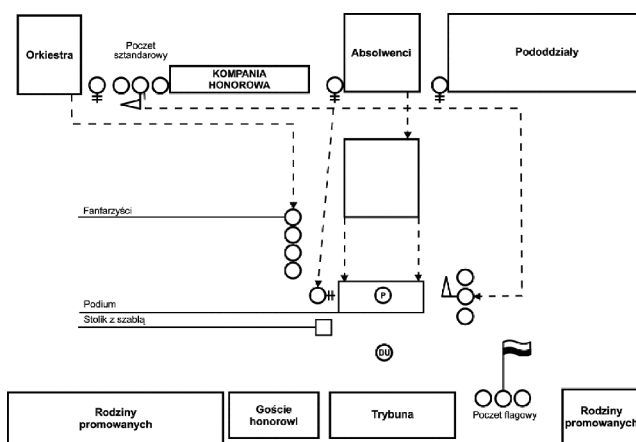 Orkiestra
Poczet
sztandarowy
KOMPANIA
HONOROWA
Absolwenci
Pododdziały
Fanfarzyści
Podium
P
Stolik z szablą
DU
Rodziny
promowanych
Goście
honorowi
Trybuna
Poczet flagowy
Rodziny
promowanych